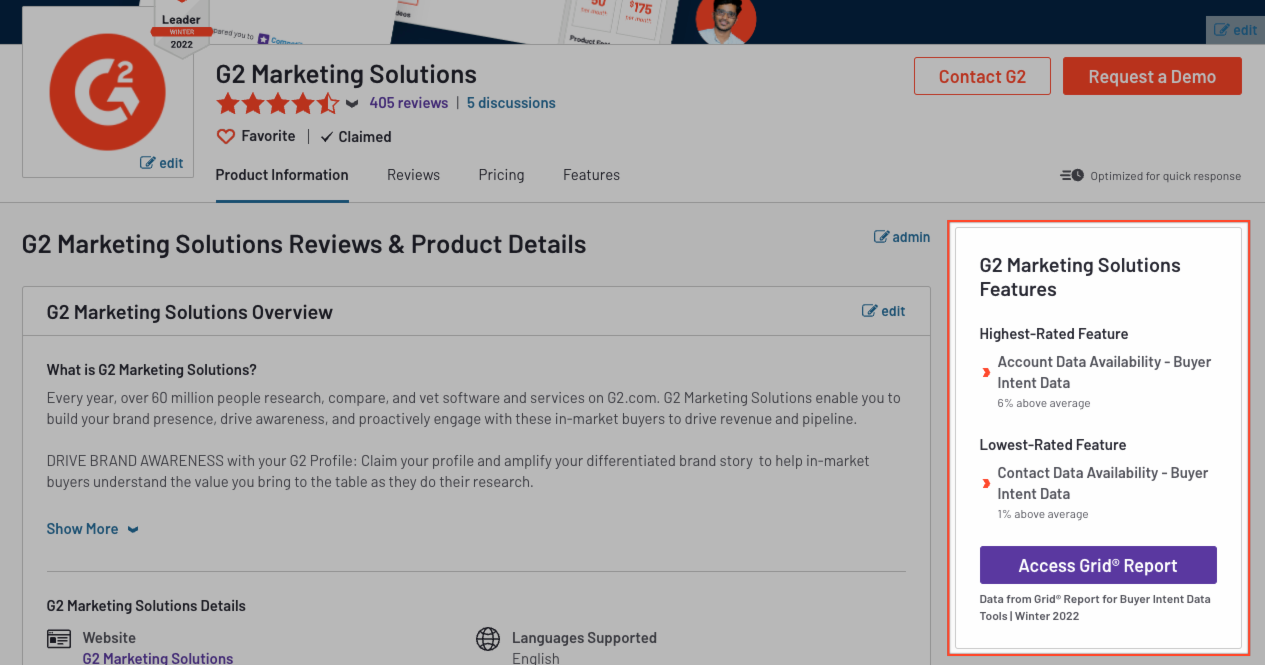 Leader
WINTER
2022
pared you to
Compare
$175
Product
edit
G2 Marketing Solutions
405 reviews | 5 discussions
Favorite | Claimed
Contact G2
Request a Demo
edit
Product Information
Reviews
Pricing
Features
Optimized for quick response
G2 Marketing Solutions Reviews & Product Details
admin
G2 Marketing Solutions Overview
edit
What is G2 Marketing Solutions?
Every year, over 60 million people research, compare, and vet software and services on G2.com. G2 Marketing Solutions enable you to
build your brand presence, drive awareness, and proactively engage with these in-market buyers to drive revenue and pipeline.
DRIVE BRAND AWARENESS with your G2 Profile: Claim your profile and amplify your differentiated brand story to help in-market
buyers understand the value you bring to the table as they do their research.
Show More
G2 Marketing Solutions Details
Website
G2 Marketing Solutions
Languages Supported
English
G2 Marketing Solutions
Features
Highest-Rated Feature
Account Data Availability - Buyer
Intent Data
6% above average
Lowest-Rated Feature
Contact Data Availability - Buyer
Intent Data
1% above average
Access Grid® Report
Data from Grid® Report for Buyer Intent Data
Tools | Winter 2022